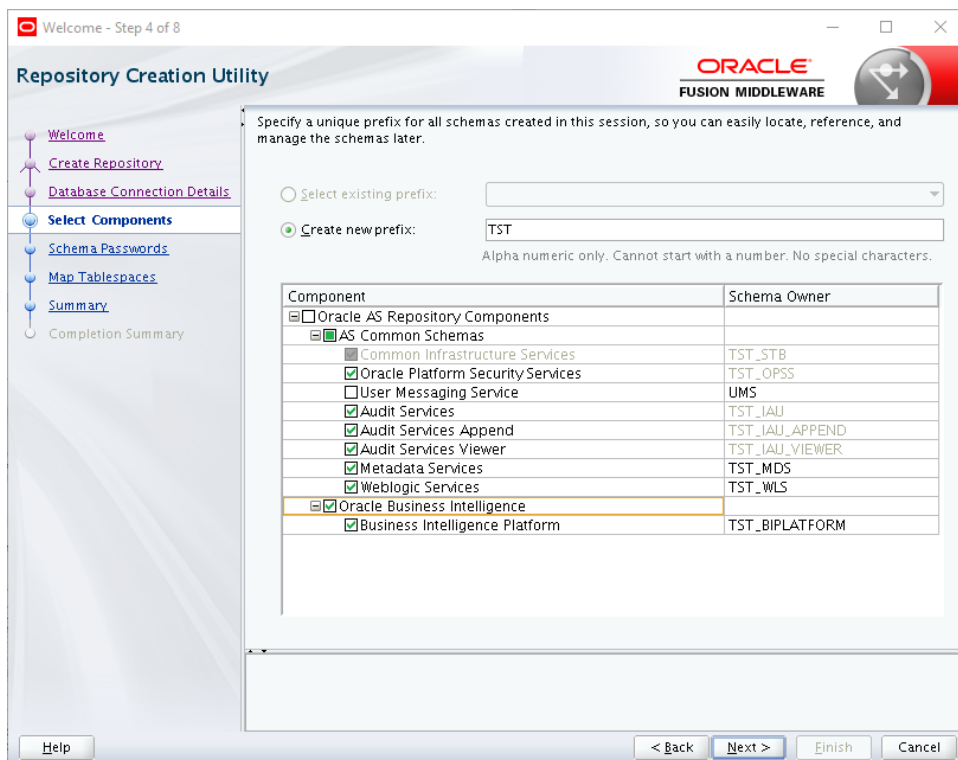 Welcome - Step 4 of 8
Repository Creation Utility
ORACLE
FUSION MIDDLEWARE
Welcome
Create Repository
Database Connection Details
Select Components
Schema Passwords
Map Tablespaces
Summary
Completion Summary
Specify a unique prefix for all schemas created in this session, so you can easily locate, reference, and
manage the schemas later.
Select existing prefix:
Create new prefix: TST
Alpha numeric only. Cannot start with a number. No special characters.
Component Schema Owner
Oracle AS Repository Components
AS Common Schemas
Common Infrastructure Services TST_STB
Oracle Platform Security Services TST_OPSS
User Messaging Service UMS
Audit Services TST_IAU
Audit Services Append TST_IAU_APPEND
Audit Services Viewer TST_IAU_VIEWER
Metadata Services TST_MDS
Weblogic Services TST_WLS
Oracle Business Intelligence
Business Intelligence Platform TST_BIPLATFORM
Help < Back Next > Finish Cancel